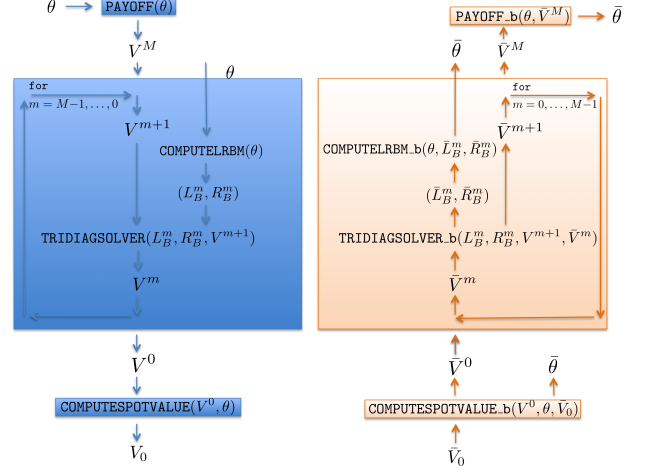 θ PAYOFF(θ)
V^M
θ
for
m = M−1, ..., 0
V^{m+1}
COMPUTELRBM(θ)
(L_B^m, R_B^m)
TRIDIAGSOLVER(L_B^m, R_B^m, V^{m+1})
V^m
V^0
COMPUTESPOTVALUE(V^0, θ)
V_0
PAYOFF_b(θ, V̄^M) θ̄
θ̄ V̄^M
for
m = 0, ..., M−1
V̄^{m+1}
COMPUTELRBM_b(θ, L̄_B^m, R̄_B^m)
(L̄_B^m, R̄_B^m)
TRIDIAGSOLVER_b(L_B^m, R_B^m, V^{m+1}, V̄^m)
V̄^m
V̄^0 θ̄
COMPUTESPOTVALUE_b(V^0, θ, V̄_0)
V̄_0